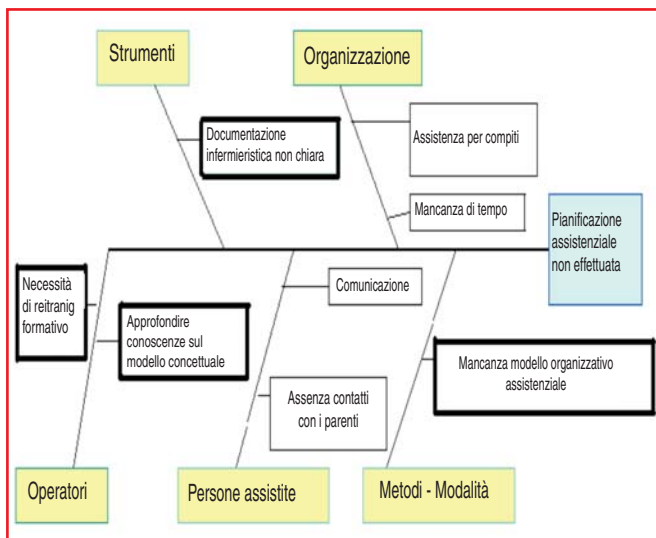 Strumenti
Organizzazione
Documentazione
infermieristica non chiara
Assistenza per compiti
Mancanza di tempo
Pianificazione
assistenziale
non effettuata
Necessità
di reitranig
formativo
Approfondire
conoscenze sul
modello concettuale
Comunicazione
Assenza contatti
con i parenti
Mancanza modello organizzativo
assistenziale
Operatori
Persone assistite
Metodi - Modalità